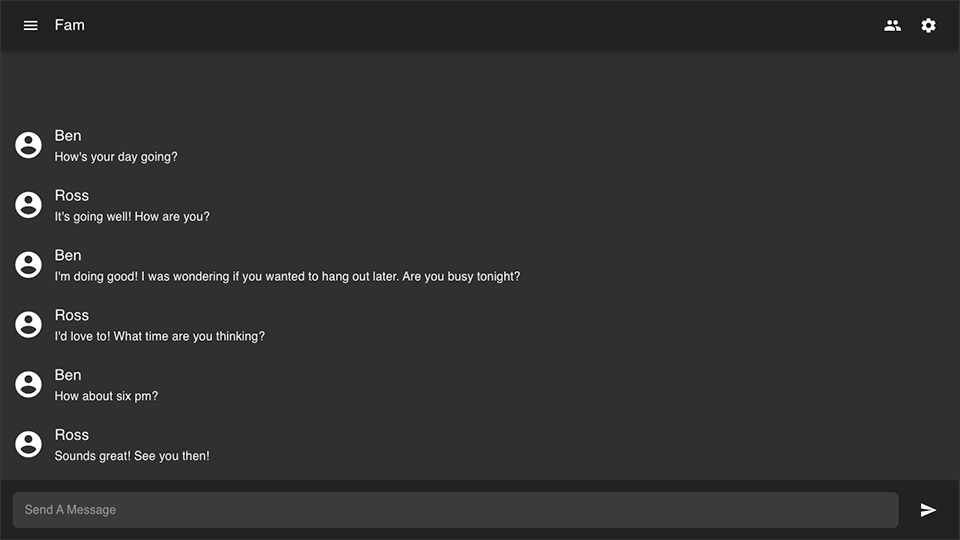 Fam
Ben
How's your day going?
Ross
It's going well! How are you?
Ben
I'm doing good! I was wondering if you wanted to hang out later. Are you busy tonight?
Ross
I'd love to! What time are you thinking?
Ben
How about six pm?
Ross
Sounds great! See you then!
Send A Message